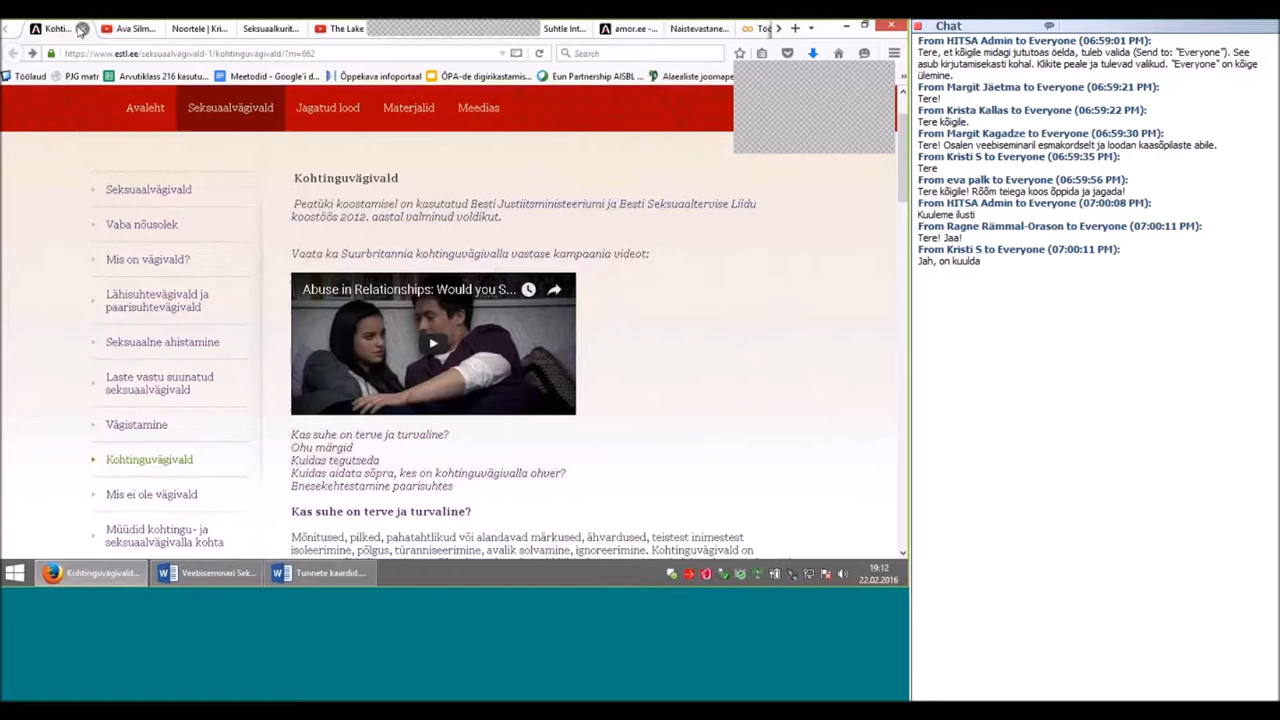 Kohti...
Ava Silm...
Noortele | Kri...
Seksuaalkurit...
The Lake
Suhtle Int...
amor.ee -...
Naistevastane...
https://www.estl.ee/seksuaalvägivald-1/kohtinguvägivald/?m=662
Search
Töölaud
PJG matr
Arvutiklass 216 kasutu...
Meetodid - Google'i d...
Õppekava infoportaal
ÕPA-de digirikastamis...
Eun Partnership AISBL ...
Alaealiste joomape
Avaleht
Seksuaalvägivald
Jagatud lood
Materjalid
Meedias
Seksuaalvägivald
Vaba nõusolek
Mis on vägivald?
Lähisuhtevägivald ja
paarisuhtevägivald
Seksuaalne ahistamine
Laste vastu suunatud
seksuaalvägivald
Vägistamine
Kohtinguvägivald
Mis ei ole vägivald
Müüdid kohtingu- ja
seksuaalvägivalla kohta
Kohtinguvägivald
Peatüki koostamisel on kasutatud Eesti Justiitsministeeriumi ja Eesti Seksuaaltervise Liidu
koostöös 2012. aastal valminud voldikut.
Vaata ka Suurbritannia kohtinguvägivalla vastase kampaania videot:
Abuse in Relationships: Would you S...
Kas suhe on terve ja turvaline?
Ohu märgid
Kuidas tegutseda
Kuidas aidata sõpra, kes on kohtinguvägivalla ohver?
Enesekehtestamine paarisuhtes
Kas suhe on terve ja turvaline?
Mõnitused, pilked, pahatahtlikud või alandavad märkused, ähvardused, teistest inimestest
isoleerimine, põlgus, türanniseerimine, avalik solvamine, ignoreerimine. Kohtinguvägivald on
Kohtinguvägivald...
Veebiseminari Sek...
Tunnete kaardid....
19:12
22.02.2016
Chat
From HITSA Admin to Everyone (06:59:01 PM):
Tere, et kõigile midagi jututoas öelda, tuleb valida (Send to: "Everyone"). See
asub kirjutamisekasti kohal. Klikite peale ja tulevad valikud. "Everyone" on kõige
ülemine.
From Margit Jäetma to Everyone (06:59:21 PM):
Tere!
From Krista Kallas to Everyone (06:59:22 PM):
Tere kõigile.
From Margit Kagadze to Everyone (06:59:30 PM):
Tere! Osalen veebiseminaril esmakordselt ja loodan kaasõpilaste abile.
From Kristi S to Everyone (06:59:35 PM):
Tere
From eva palk to Everyone (06:59:56 PM):
Tere kõigile! Rõõm teiega koos õppida ja jagada!
From HITSA Admin to Everyone (07:00:08 PM):
Kuuleme ilusti
From Ragne Rämmal-Orason to Everyone (07:00:11 PM):
Tere! Jaa!
From Kristi S to Everyone (07:00:11 PM):
Jah, on kuulda